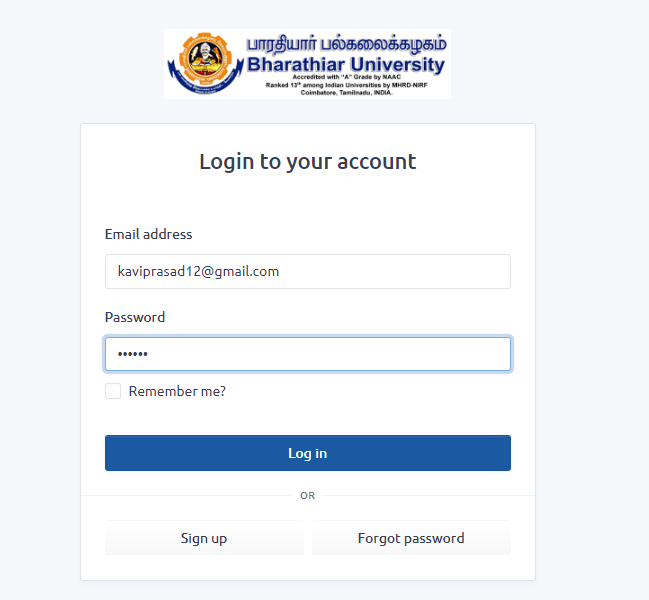 பாரதியார் பல்கலைக்கழகம்
Bharathiar University
Accredited with "A" Grade by NAAC
Ranked 13th among Indian Universities by MHRD-NIRF
Coimbatore, Tamilnadu, INDIA.
Login to your account
Email address
kaviprasad12@gmail.com
Password
••••••
Remember me?
Log in
OR
Sign up Forgot password